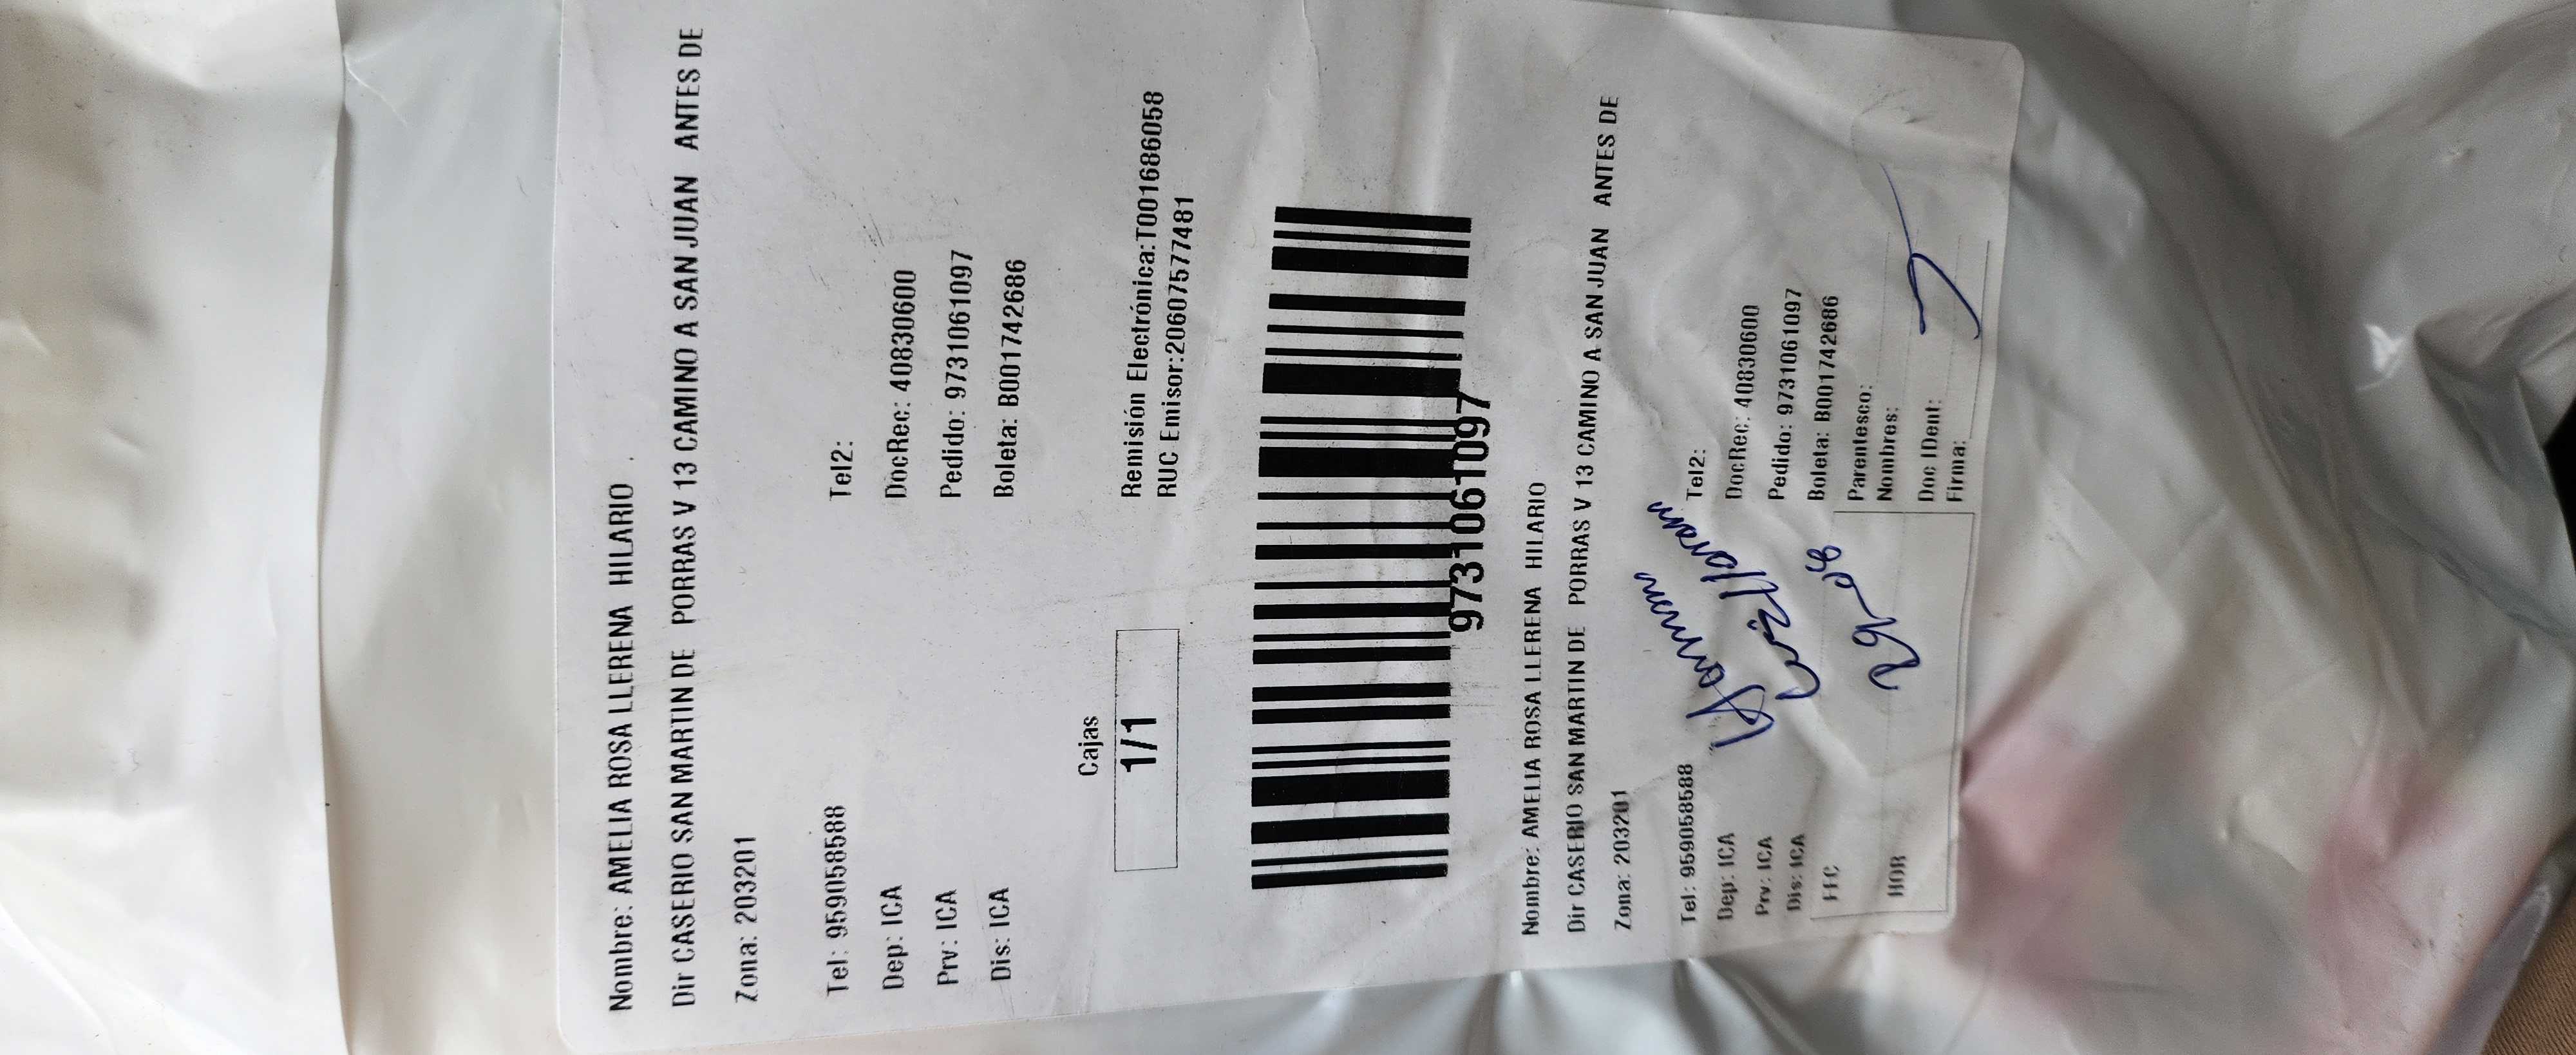 Nombre: AMELIA ROSA LLERENA HILARIO
Dir CASERIO SAN MARTIN DE PORRAS V 13 CAMINO A SAN JUAN ANTES DE
Zona: 203201
Tel: 959058588 Tel2:
Dep: ICA DocRec: 40830600
Prv: ICA Pedido: 9731061097
Dis: ICA Boleta: B001742686
Cajas
1/1
Remisión Electrónica:T001686058
RUC Emisor:20607577481
9731061097
Nombre: AMELIA ROSA LLERENA HILARIO
Dir CASERIO SAN MARTIN DE PORRAS V 13 CAMINO A SAN JUAN ANTES DE
Zona: 203201
Tel: 959058588 Tel2:
Dep: ICA DocRec: 40830600
Prv: ICA Pedido: 9731061097
Dis: ICA Boleta: B001742686
FEC
Parentesco:
Nombres:
HOR
Doc IDent:
Firma: